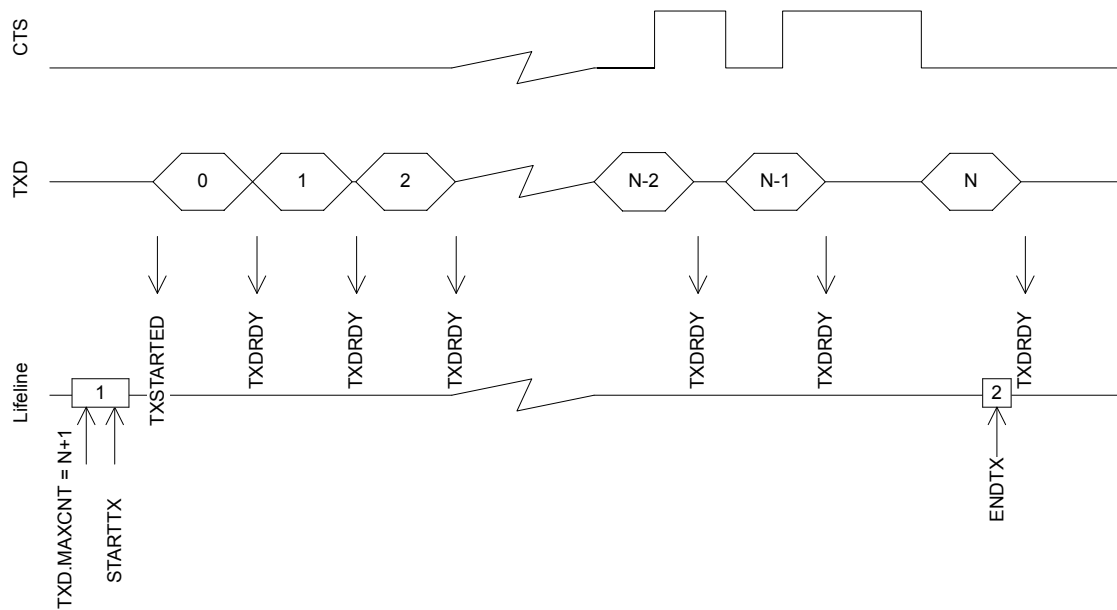 CTS
TXD
0
1
2
N-2
N-1
N
TXSTARTED
TXDRDY
TXDRDY
TXDRDY
TXDRDY
TXDRDY
TXDRDY
Lifeline
1
2
TXD.MAXCNT = N+1
STARTTX
ENDTX